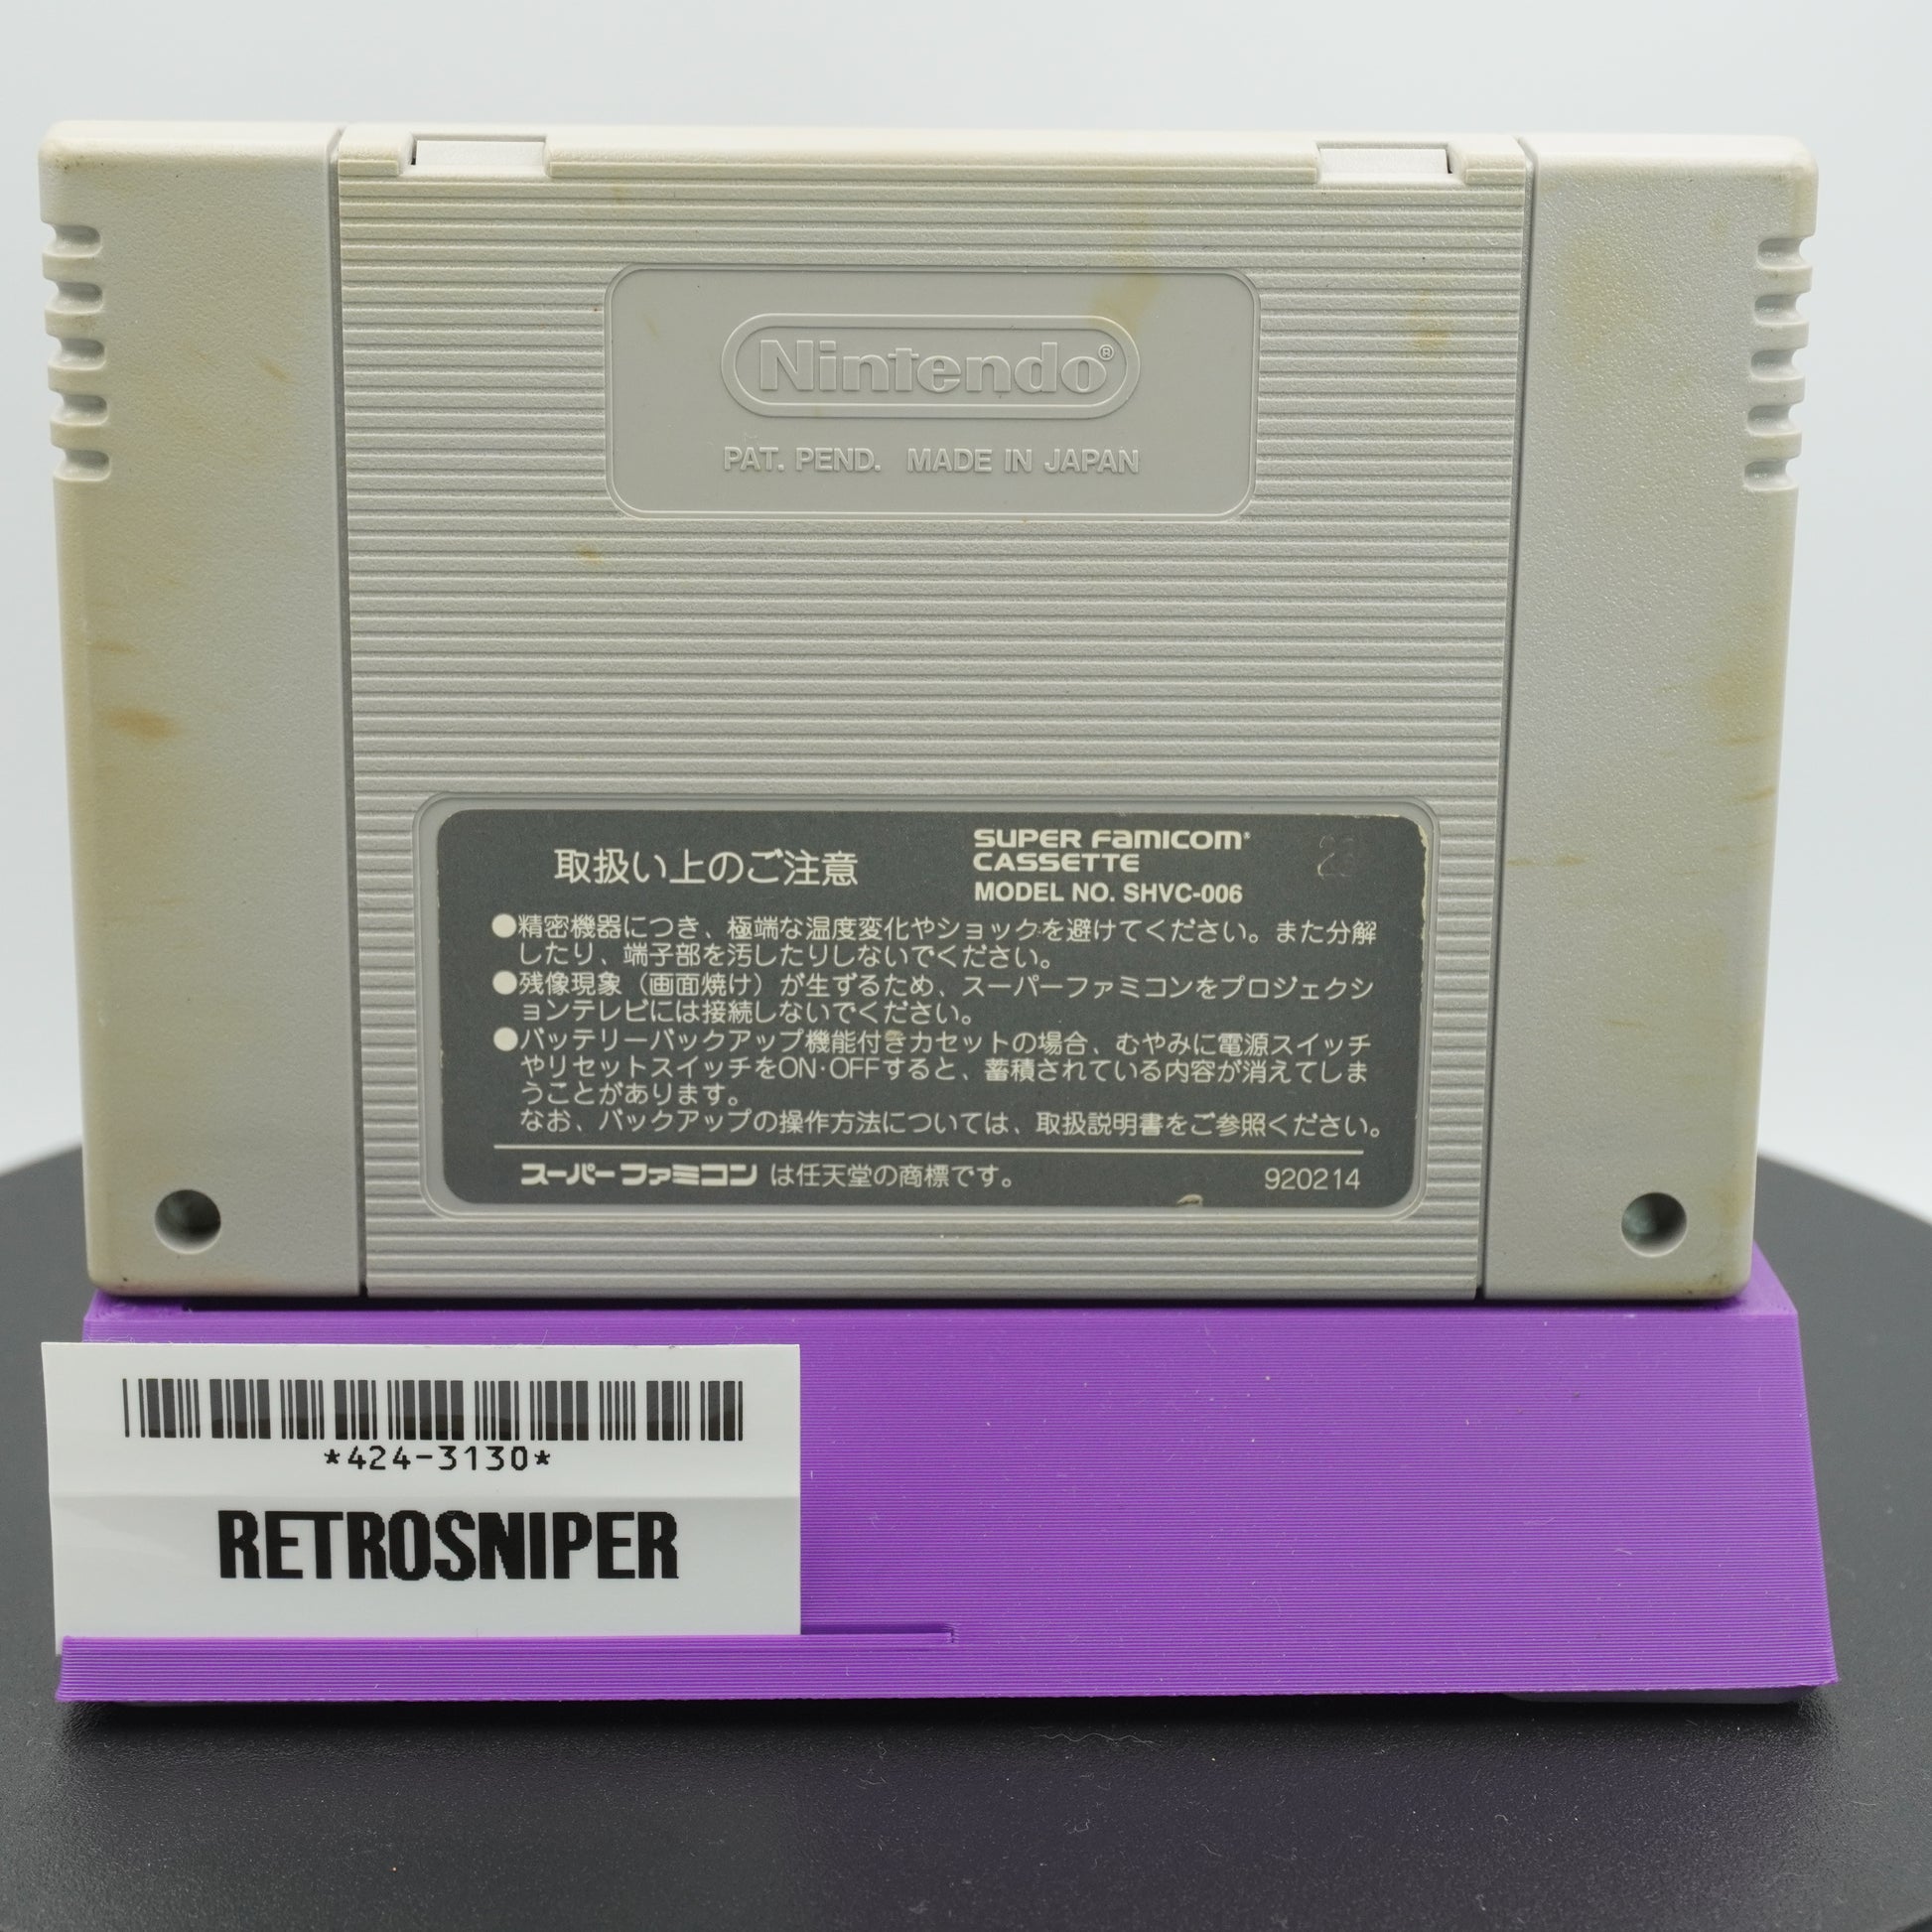 Nintendo®
PAT. PEND. MADE IN JAPAN
取扱い上のご注意
SUPER FAMICOM®
CASSETTE
MODEL NO. SHVC-006
●精密機器につき、極端な温度変化やショックを避けてください。また分解
したり、端子部を汚したりしないでください。
●残像現象（画面焼け）が生ずるため、スーパーファミコンをプロジェクシ
ョンテレビには接続しないでください。
●バッテリーバックアップ機能付きカセットの場合、むやみに電源スイッチ
やリセットスイッチをON·OFFすると、蓄積されている内容が消えてしま
うことがあります。
なお、バックアップの操作方法については、取扱説明書をご参照ください。
スーパーファミコン は任天堂の商標です。
920214
*424-3130*
RETROSNIPER